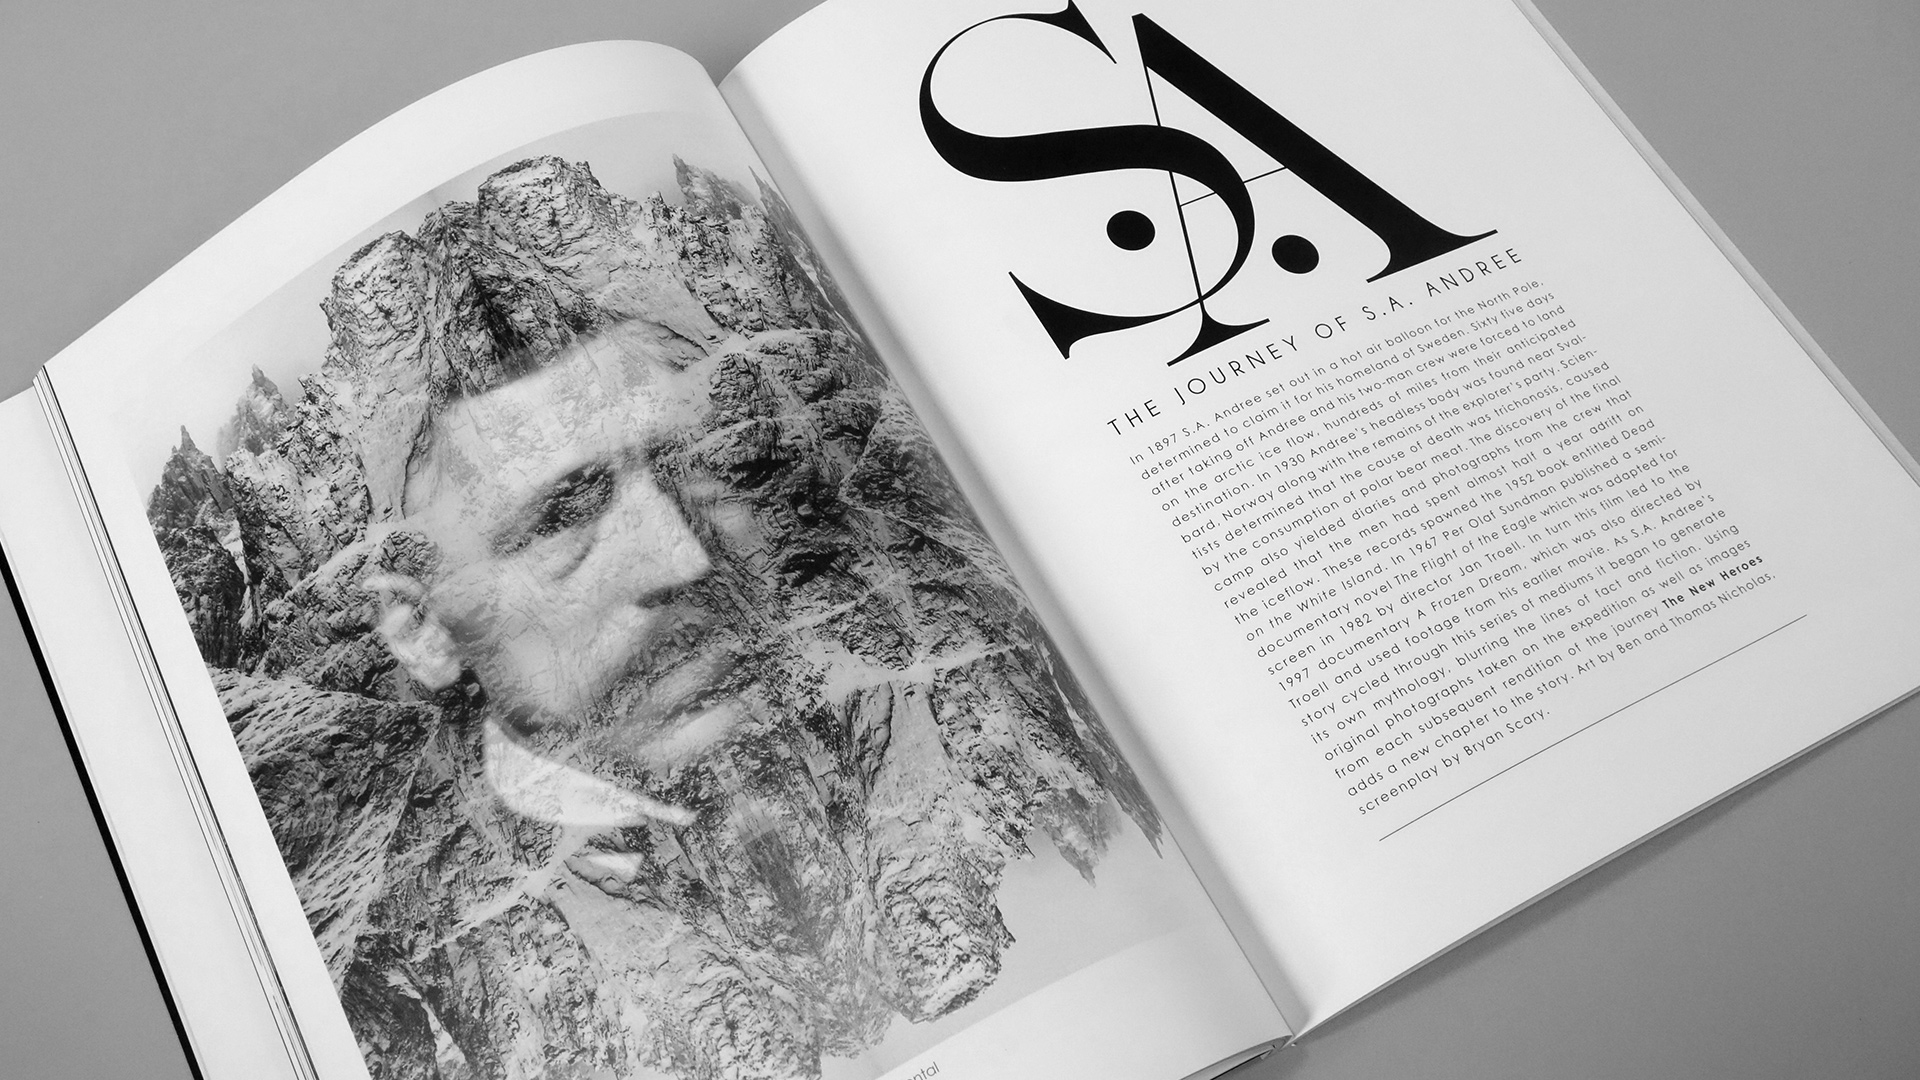 S.A.
THE JOURNEY OF S.A. ANDREE
In 1897 S.A. Andree set out in a hot air balloon for the North Pole,
determined to claim it for his homeland of Sweden. Sixty five days
after taking off Andree and his two-man crew were forced to land
on the arctic ice flow, hundreds of miles from their anticipated
destination. In 1930 Andree's headless body was found near Sval-
bard, Norway along with the remains of the explorer's party. Scien-
tists determined that the cause of death was trichonosis, caused
by the consumption of polar bear meat. The discovery of the final
camp also yielded diaries and photographs from the crew that
revealed that the men had spent almost half a year adrift on
the iceflow. These records spawned the 1952 book entitled Dead
on the White Island. In 1967 Per Olaf Sundman published a semi-
documentary novel The Flight of the Eagle which was adapted for
screen in 1982 by director Jan Troell. In turn this film led to the
1997 documentary A Frozen Dream, which was also directed by
Troell and used footage from his earlier movie. As S.A. Andree's
story cycled through this series of mediums it began to generate
its own mythology, blurring the lines of fact and fiction. Using
original photographs taken on the expedition as well as images
from each subsequent rendition of the journey The New Heroes
adds a new chapter to the story. Art by Ben and Thomas Nicholas,
screenplay by Bryan Scary.